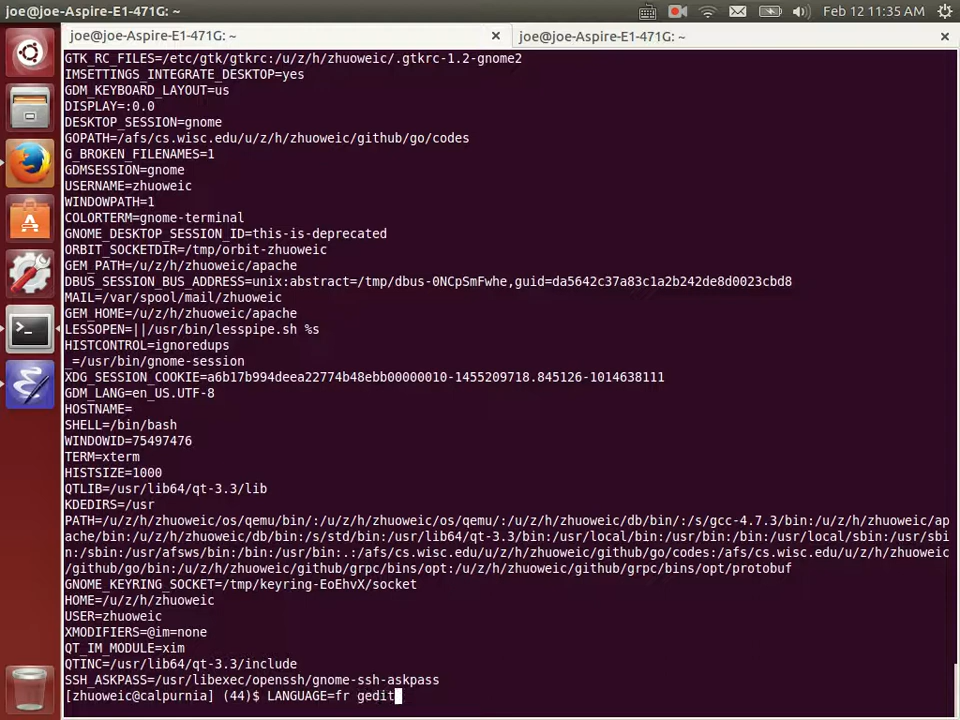 joe@joe-Aspire-E1-471G: ~
Feb 12 11:35 AM
joe@joe-Aspire-E1-471G: ~
joe@joe-Aspire-E1-471G: ~
GTK_RC_FILES=/etc/gtk/gtkrc:/u/z/h/zhuoweic/.gtkrc-1.2-gnome2
IMSETTINGS_INTEGRATE_DESKTOP=yes
GDM_KEYBOARD_LAYOUT=us
DISPLAY=:0.0
DESKTOP_SESSION=gnome
GOPATH=/afs/cs.wisc.edu/u/z/h/zhuoweic/github/go/codes
G_BROKEN_FILENAMES=1
GDMSESSION=gnome
USERNAME=zhuoweic
WINDOWPATH=1
COLORTERM=gnome-terminal
GNOME_DESKTOP_SESSION_ID=this-is-deprecated
ORBIT_SOCKETDIR=/tmp/orbit-zhuoweic
GEM_PATH=/u/z/h/zhuoweic/apache
DBUS_SESSION_BUS_ADDRESS=unix:abstract=/tmp/dbus-0NCpSmFwhe,guid=da5642c37a83c1a2b242de8d0023cbd8
MAIL=/var/spool/mail/zhuoweic
GEM_HOME=/u/z/h/zhuoweic/apache
LESSOPEN=||/usr/bin/lesspipe.sh %s
HISTCONTROL=ignoredups
_=/usr/bin/gnome-session
XDG_SESSION_COOKIE=a6b17b994deea22774b48ebb00000010-1455209718.845126-1014638111
GDM_LANG=en_US.UTF-8
HOSTNAME=
SHELL=/bin/bash
WINDOWID=75497476
TERM=xterm
HISTSIZE=1000
QTLIB=/usr/lib64/qt-3.3/lib
KDEDIRS=/usr
PATH=/u/z/h/zhuoweic/os/qemu/bin/:/u/z/h/zhuoweic/os/qemu/:/u/z/h/zhuoweic/db/bin/:/s/gcc-4.7.3/bin:/u/z/h/zhuoweic/ap
ache/bin:/u/z/h/zhuoweic/db/bin:/s/std/bin:/usr/lib64/qt-3.3/bin:/usr/local/bin:/usr/bin:/bin:/usr/local/sbin:/usr/sbi
n:/sbin:/usr/afsws/bin:/bin:/usr/bin:.:/afs/cs.wisc.edu/u/z/h/zhuoweic/github/go/codes:/afs/cs.wisc.edu/u/z/h/zhuoweic
/github/go/bin:/u/z/h/zhuoweic/github/grpc/bins/opt:/u/z/h/zhuoweic/github/grpc/bins/opt/protobuf
GNOME_KEYRING_SOCKET=/tmp/keyring-EoEhvX/socket
HOME=/u/z/h/zhuoweic
USER=zhuoweic
XMODIFIERS=@im=none
QT_IM_MODULE=xim
QTINC=/usr/lib64/qt-3.3/include
SSH_ASKPASS=/usr/libexec/openssh/gnome-ssh-askpass
[zhuoweic@calpurnia] (44)$ LANGUAGE=fr gedit